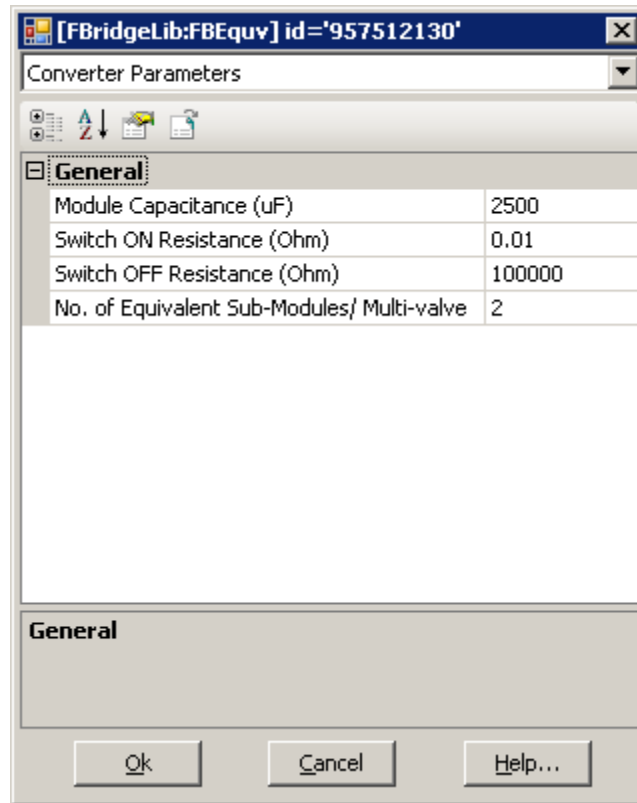 [FBridgeLib:FBEquv] id='957512130'
Converter Parameters
General
Module Capacitance (uF) 2500
Switch ON Resistance (Ohm) 0.01
Switch OFF Resistance (Ohm) 100000
No. of Equivalent Sub-Modules/ Multi-valve 2
General
Ok Cancel Help...